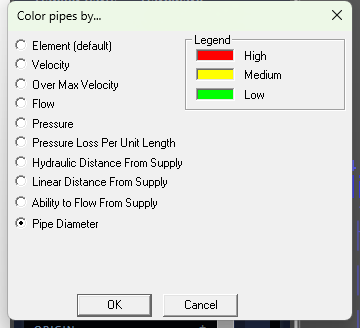 Color pipes by...
Element (default)
Velocity
Over Max Velocity
Flow
Pressure
Pressure Loss Per Unit Length
Hydraulic Distance From Supply
Linear Distance From Supply
Ability to Flow From Supply
Pipe Diameter
Legend
High
Medium
Low
OK
Cancel